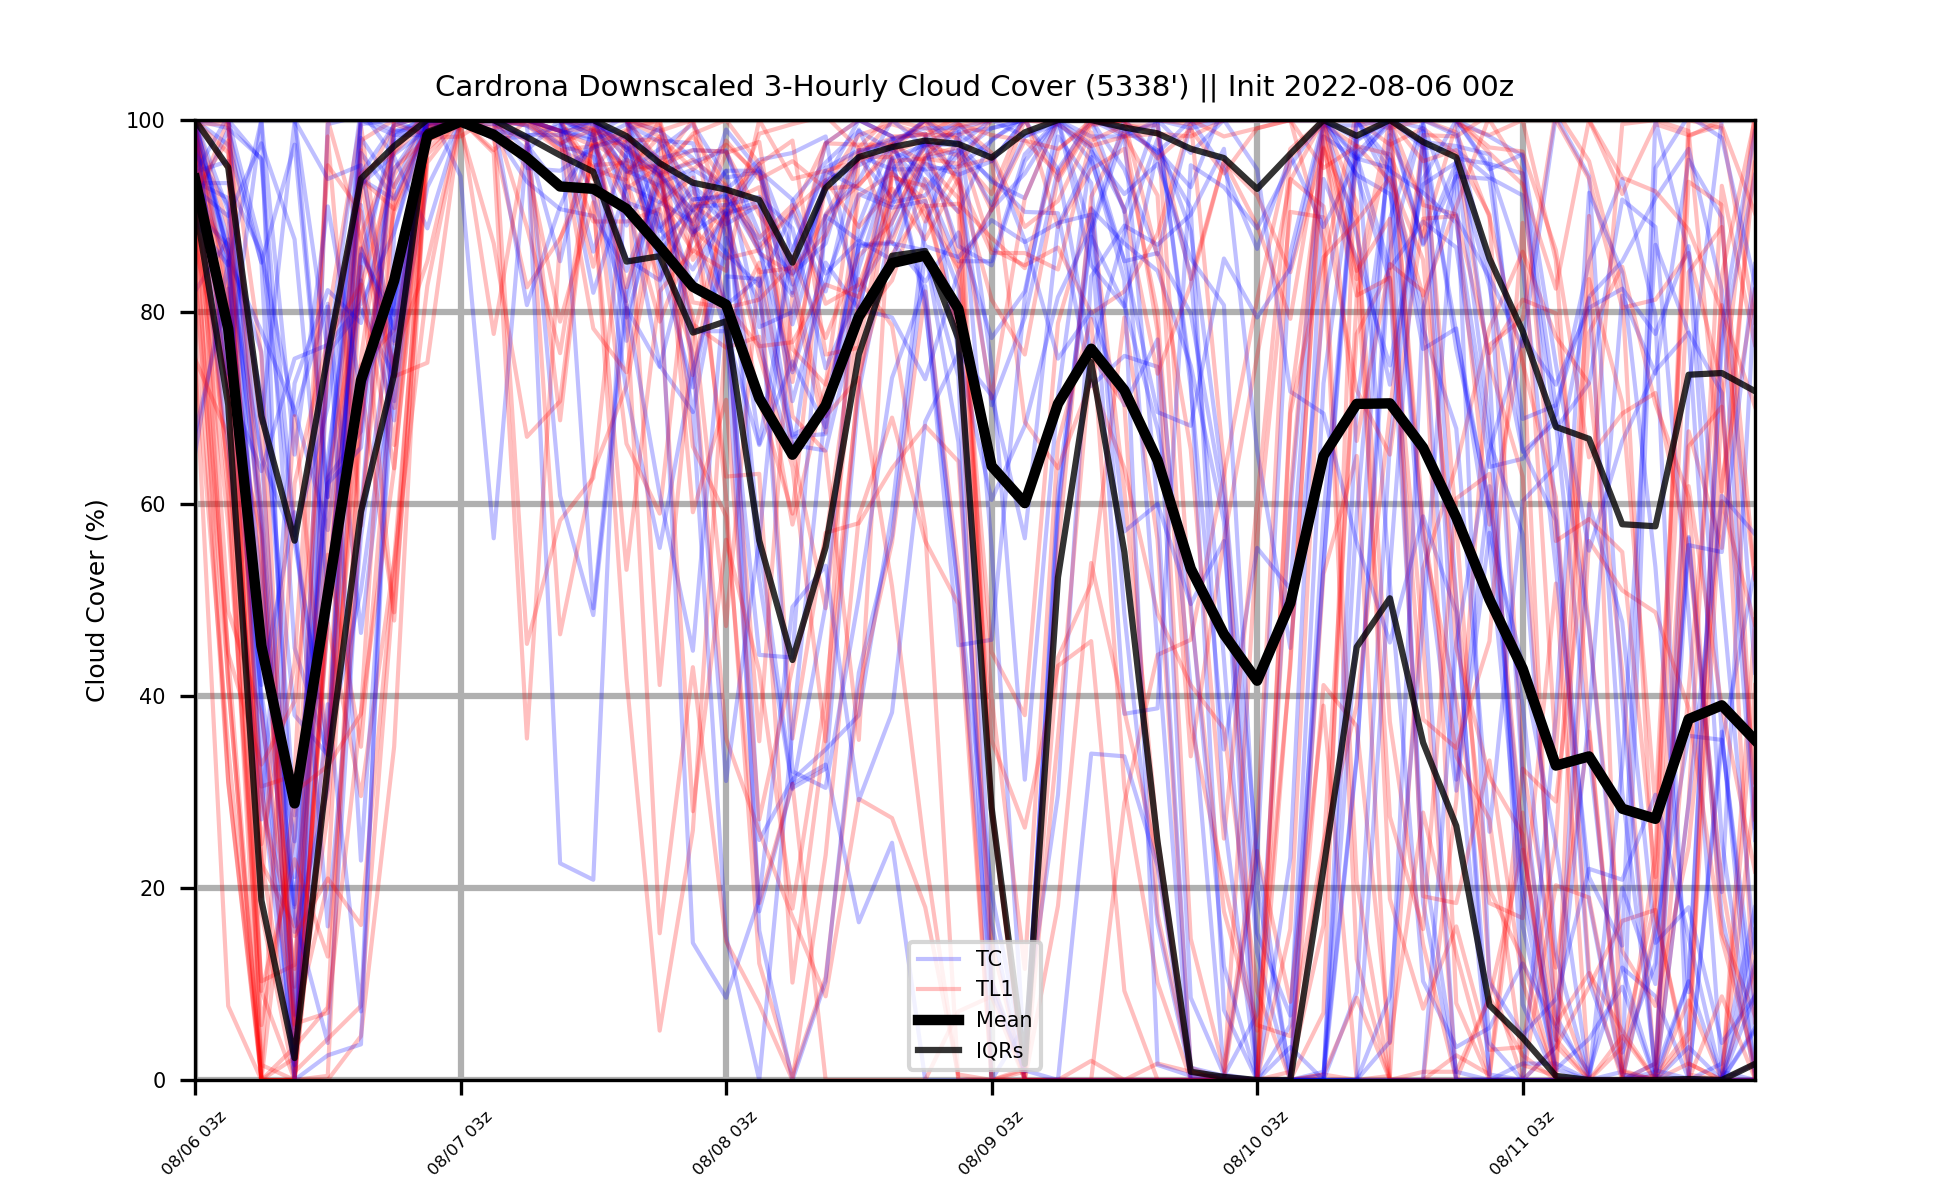 Cardrona Downscaled 3-Hourly Cloud Cover (5338') || Init 2022-08-06 00z
Cloud Cover (%)
100
80
60
40
20
0
TC
TL1
Mean
IQRs
08/06 03z
08/07 03z
08/08 03z
08/09 03z
08/10 03z
08/11 03z